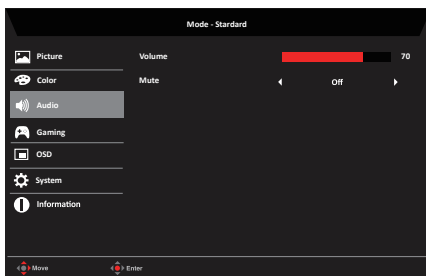 Mode - Standard
Picture
Volume
70
Color
Mute
Off
Audio
Gaming
OSD
System
Information
Move
Enter